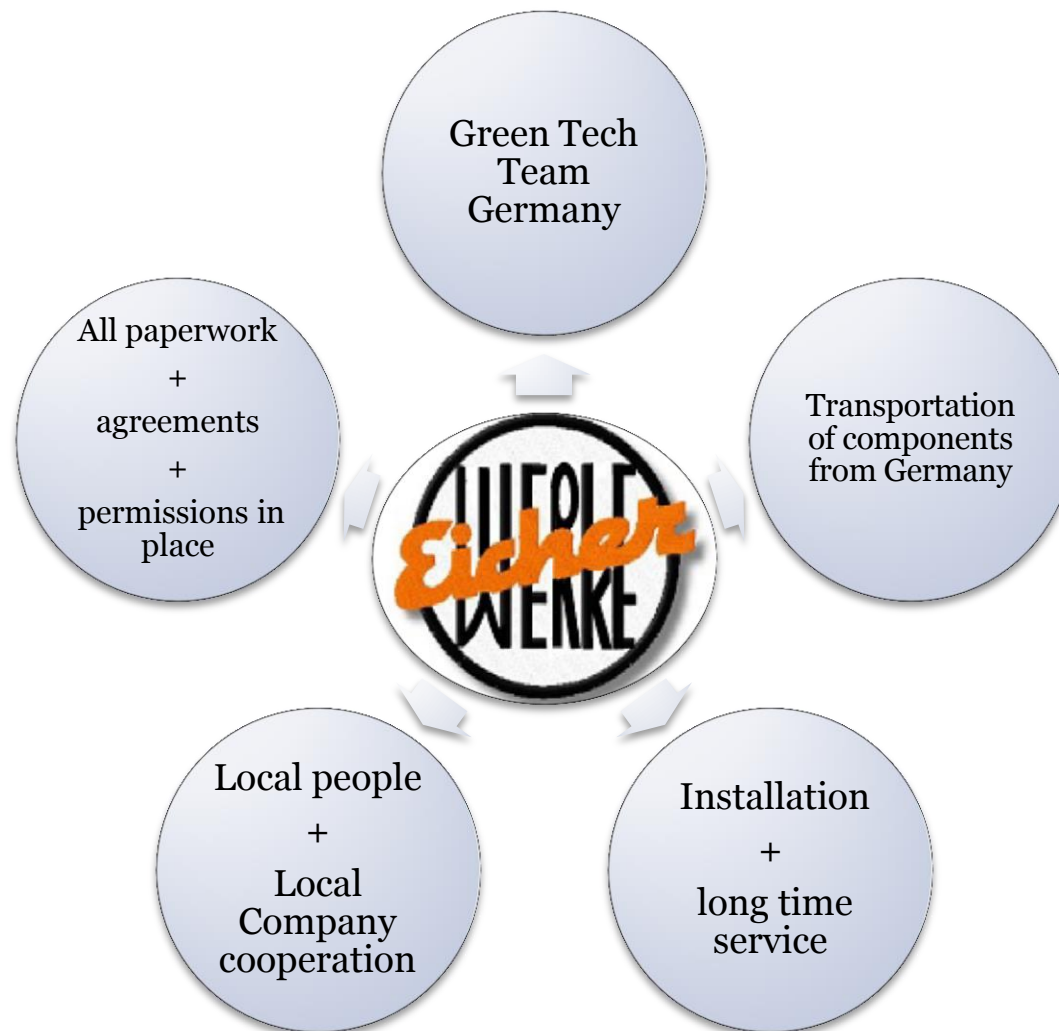 Green Tech
Team
Germany
All paperwork
+
agreements
+
permissions in
place
Transportation
of components
from Germany
Eicher
WERKE
Local people
+
Local
Company
cooperation
Installation
+
long time
service